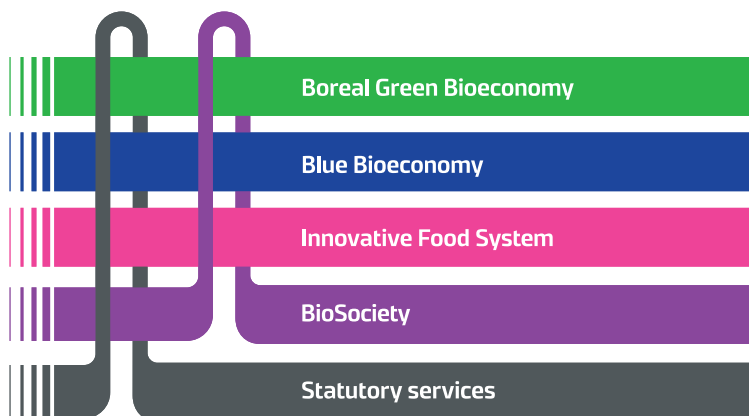 Boreal Green Bioeconomy
Blue Bioeconomy
Innovative Food System
BioSociety
Statutory services